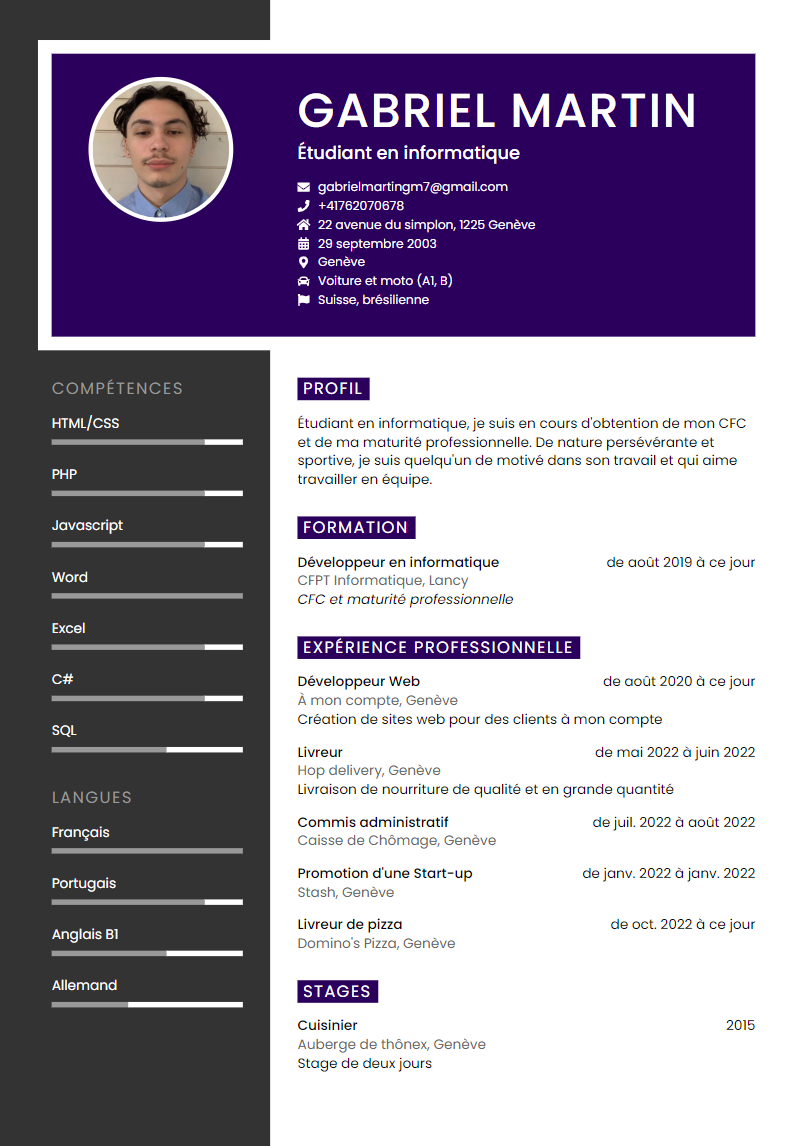 GABRIEL MARTIN
Étudiant en informatique
gabrielmartingm7@gmail.com
+41762070678
22 avenue du simplon, 1225 Genève
29 septembre 2003
Genève
Voiture et moto (A1, B)
Suisse, brésilienne
COMPÉTENCES
HTML/CSS
PHP
Javascript
Word
Excel
C#
SQL
LANGUES
Français
Portugais
Anglais B1
Allemand
PROFIL
Étudiant en informatique, je suis en cours d'obtention de mon CFC
et de ma maturité professionnelle. De nature persévérante et
sportive, je suis quelqu'un de motivé dans son travail et qui aime
travailler en équipe.
FORMATION
Développeur en informatique de août 2019 à ce jour
CFPT Informatique, Lancy
CFC et maturité professionnelle
EXPÉRIENCE PROFESSIONNELLE
Développeur Web de août 2020 à ce jour
À mon compte, Genève
Création de sites web pour des clients à mon compte
Livreur de mai 2022 à juin 2022
Hop delivery, Genève
Livraison de nourriture de qualité et en grande quantité
Commis administratif de juil. 2022 à août 2022
Caisse de Chômage, Genève
Promotion d'une Start-up de janv. 2022 à janv. 2022
Stash, Genève
Livreur de pizza de oct. 2022 à ce jour
Domino's Pizza, Genève
STAGES
Cuisinier 2015
Auberge de thônex, Genève
Stage de deux jours